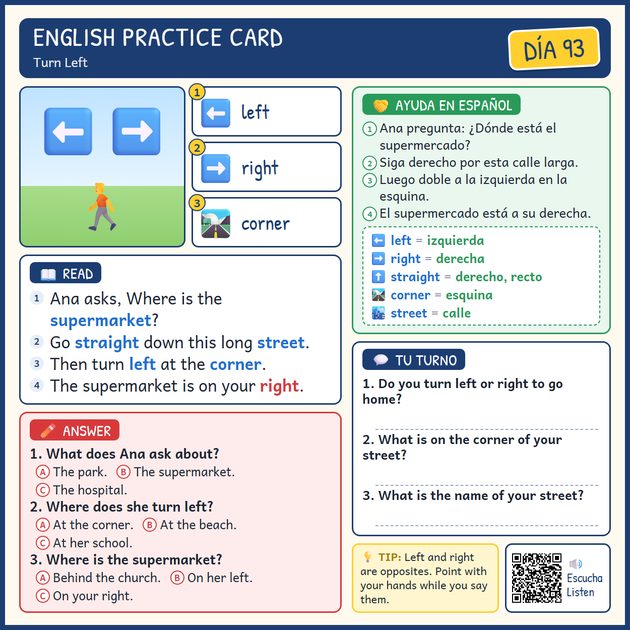 ENGLISH PRACTICE CARD
Turn Left
DÍA 93
1
left
2
right
3
corner
READ
1 Ana asks, Where is the
supermarket?
2 Go straight down this long street.
3 Then turn left at the corner.
4 The supermarket is on your right.
ANSWER
1. What does Ana ask about?
A The park. B The supermarket.
C The hospital.
2. Where does she turn left?
A At the corner. B At the beach.
C At her school.
3. Where is the supermarket?
A Behind the church. B On her left.
C On your right.
AYUDA EN ESPAÑOL
1 Ana pregunta: ¿Dónde está el
supermercado?
2 Siga derecho por esta calle larga.
3 Luego doble a la izquierda en la
esquina.
4 El supermercado está a su derecha.
left = izquierda
right = derecha
straight = derecho, recto
corner = esquina
street = calle
TU TURNO
1. Do you turn left or right to go
home?
2. What is on the corner of your
street?
3. What is the name of your street?
TIP: Left and right
are opposites. Point with
your hands while you say
them.
Escucha
Listen